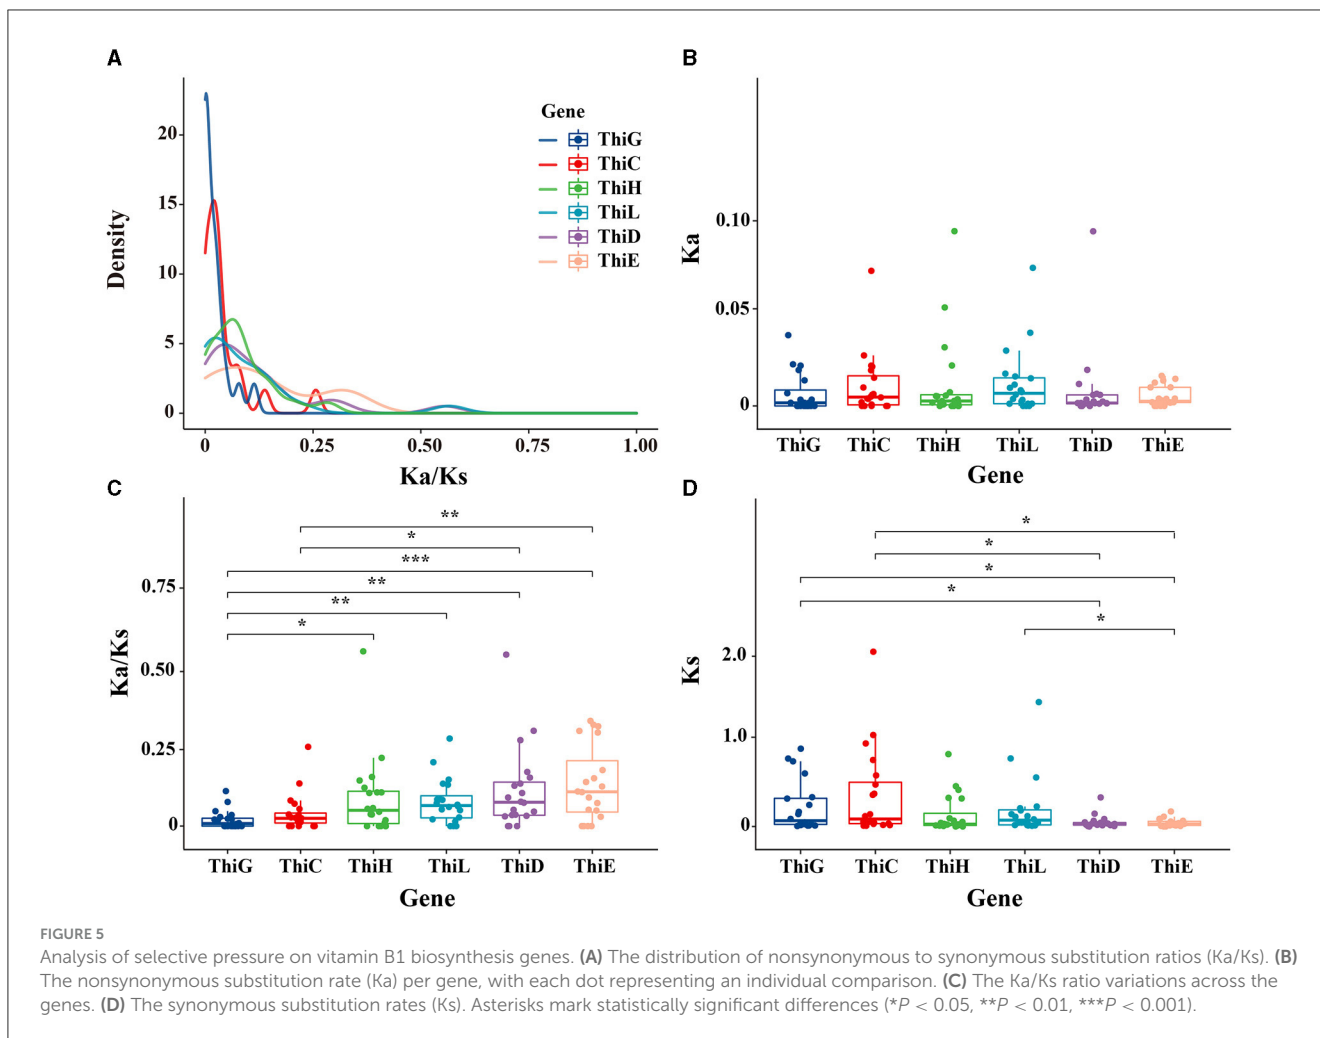 A
20
15
10
5
0
Density
0
0.25
0.50
0.75
1.00
Ka/Ks
Gene
ThiG
ThiC
ThiH
ThiL
ThiD
ThiE
B
0.10
0.05
0
Ka
ThiG ThiC ThiH ThiL ThiD ThiE
Gene
C
**
*
***
**
**
*
0.75
0.50
0.25
0
Ka/Ks
ThiG ThiC ThiH ThiL ThiD ThiE
Gene
D
*
*
*
*
*
2.0
1.0
0
Ks
ThiG ThiC ThiH ThiL ThiD ThiE
Gene
FIGURE 5
Analysis of selective pressure on vitamin B1 biosynthesis genes. (A) The distribution of nonsynonymous to synonymous substitution ratios (Ka/Ks). (B)
The nonsynonymous substitution rate (Ka) per gene, with each dot representing an individual comparison. (C) The Ka/Ks ratio variations across the
genes. (D) The synonymous substitution rates (Ks). Asterisks mark statistically significant differences (*P < 0.05, **P < 0.01, ***P < 0.001).